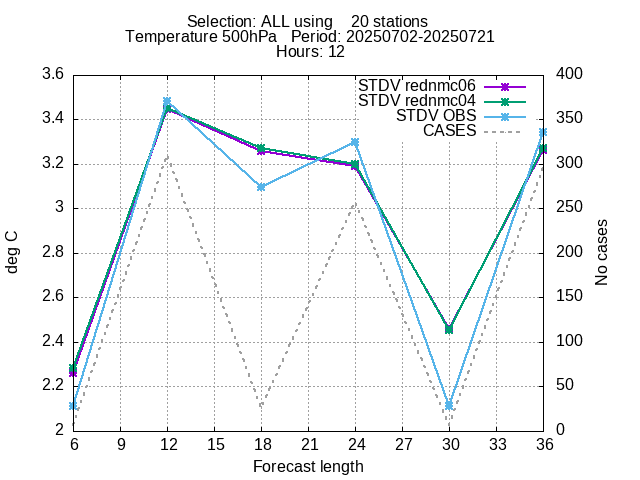 Selection: ALL using    20 stations
Temperature 500hPa   Period: 20250702-20250721
Hours: 12
STDV rednmc06
STDV rednmc04
STDV OBS
CASES
3.6
3.4
3.2
3
2.8
2.6
2.4
2.2
2
deg C
400
350
300
250
200
150
100
50
0
No cases
6 9 12 15 18 21 24 27 30 33 36
Forecast length